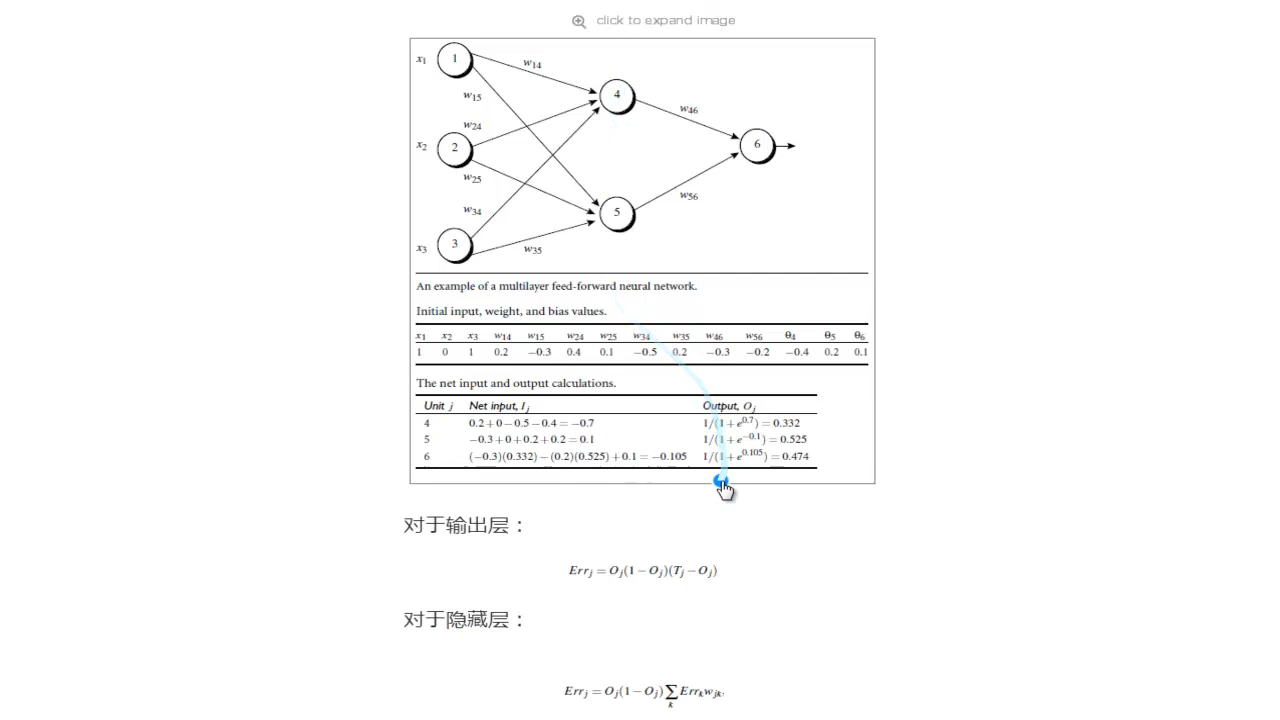 click to expand image
x1 1 w14
w15 4 w46
w24
x2 2 6
w25
w34 5 w56
x3 3 w35
An example of a multilayer feed-forward neural network.
Initial input, weight, and bias values.
x1 x2 x3 w14 w15 w24 w25 w34 w35 w46 w56 θ4 θ5 θ6
1 0 1 0.2 −0.3 0.4 0.1 −0.5 0.2 −0.3 −0.2 −0.4 0.2 0.1
The net input and output calculations.
Unit j Net input, Ij Output, Oj
4 0.2 + 0 − 0.5 − 0.4 = −0.7 1/(1 + e^0.7) = 0.332
5 −0.3 + 0 + 0.2 + 0.2 = 0.1 1/(1 + e^−0.1) = 0.525
6 (−0.3)(0.332) − (0.2)(0.525) + 0.1 = −0.105 1/(1 + e^0.105) = 0.474
对于输出层：
Errj = Oj(1 − Oj)(Tj − Oj)
对于隐藏层：
Errj = Oj(1 − Oj)∑k Errkwjk,